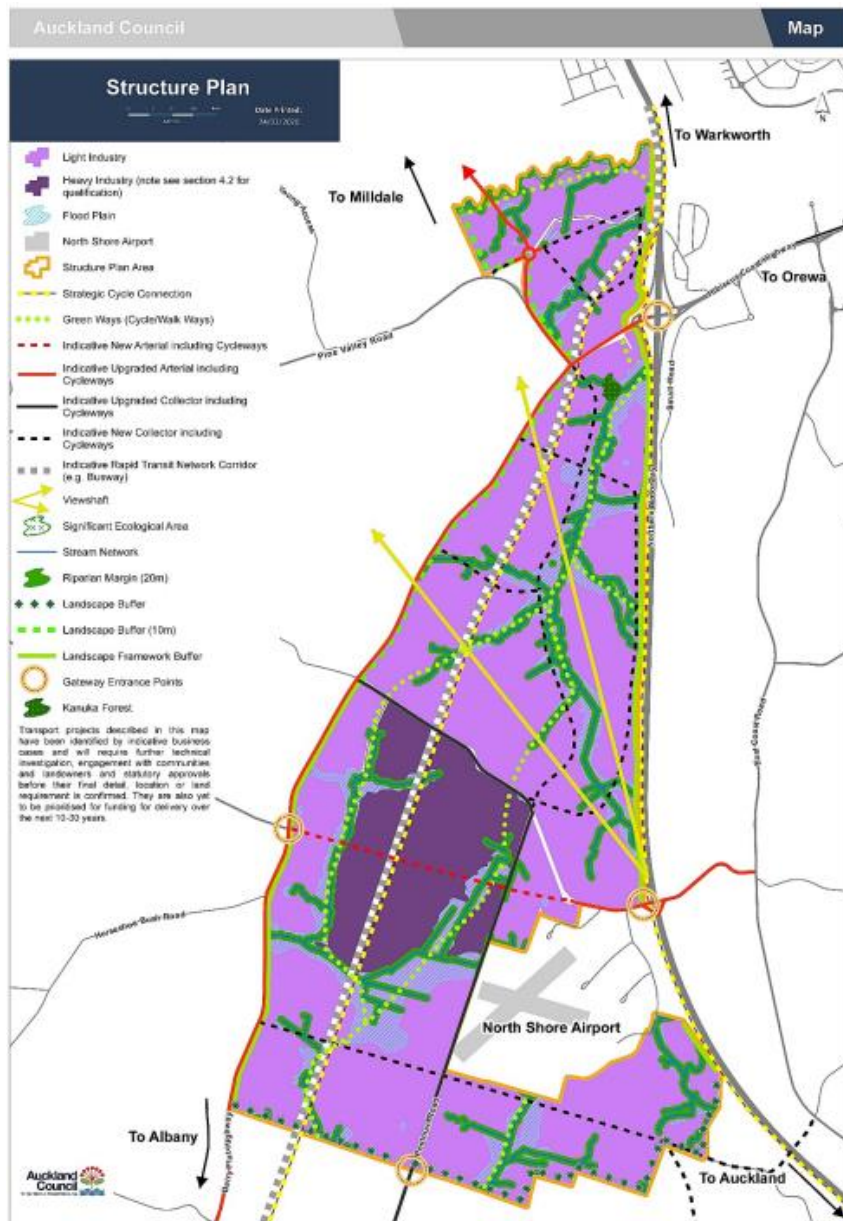 Auckland Council
Map
Structure Plan
Date Printed:
N
Light Industry
Heavy Industry (note see section 4.2 for
qualification)
Flood Plain
North Shore Airport
Structure Plan Area
Strategic Cycle Connection
Green Ways (Cycle/Walk Ways)
Indicative New Arterial including Cycleways
Indicative Upgraded Arterial including
Cycleways
Indicative Upgraded Collector including
Cycleways
Indicative New Collector including
Cycleways
Indicative Rapid Transit Network Corridor
(e.g. Busway)
Viewshaft
Significant Ecological Area
Stream Network
Riparian Margin (20m)
Landscape Buffer
Landscape Buffer (10m)
Landscape Framework Buffer
Gateway Entrance Points
Kanuka Forest
Transport projects described in this map
have been identified by indicative business
cases and will require further technical
investigation, engagement with communities
and landowners and statutory approvals
before their final detail, location or land
requirement is confirmed. They are also yet
to be prioritised for funding for delivery over
the next 10-30 years.
To Warkworth
To Milldale
To Orewa
Pine Valley Road
East Coast Road
Horseshoe Bush Road
North Shore Airport
To Albany
To Auckland
Auckland
Council